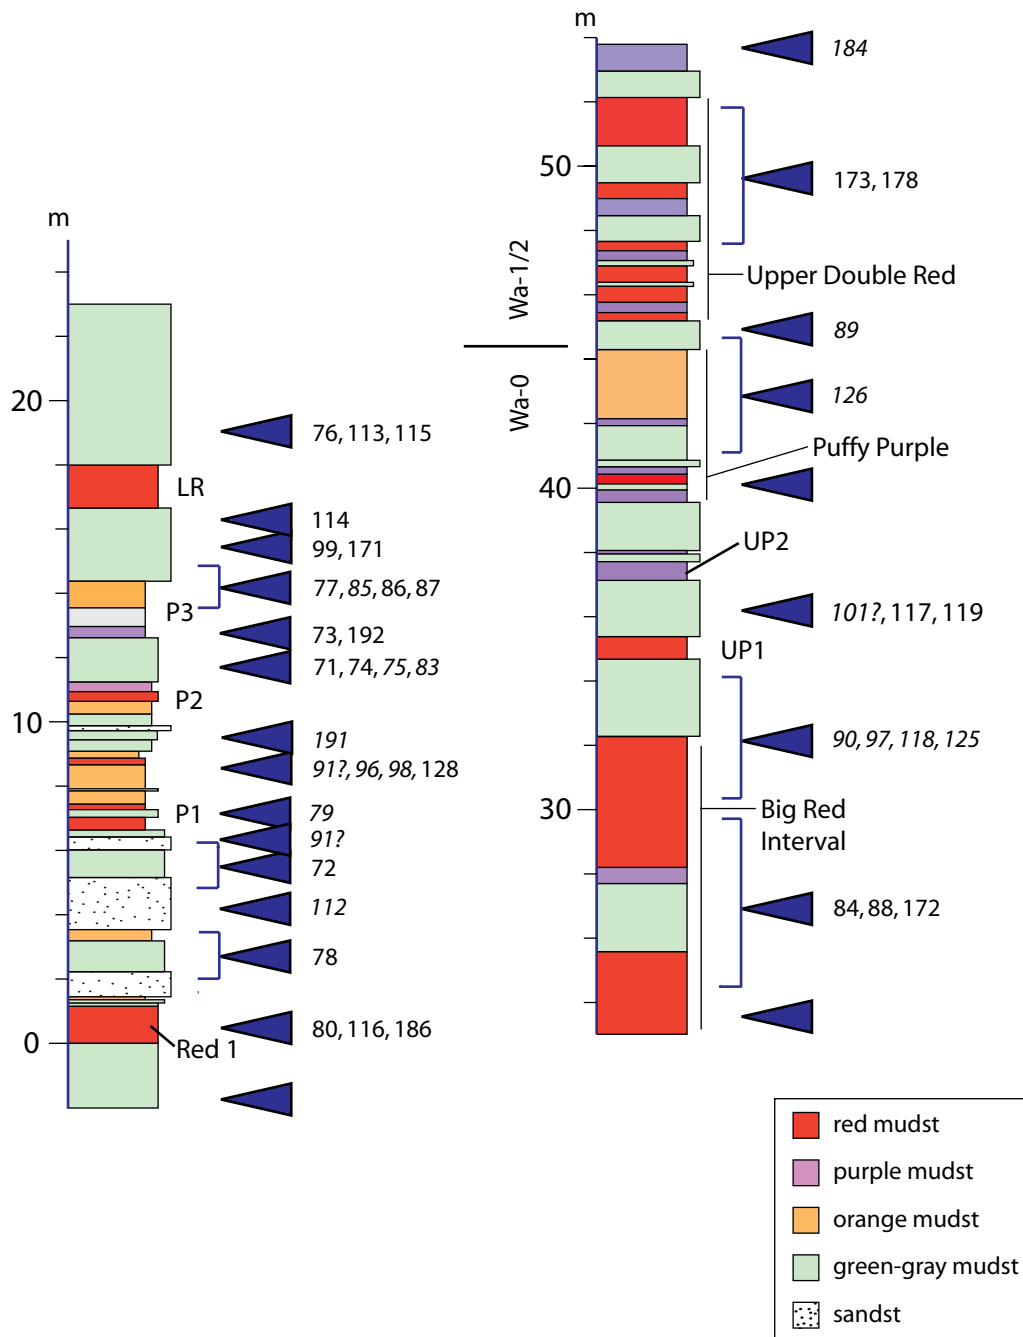 m
20
10
0
76, 113, 115
LR
114
99, 171
77, 85, 86, 87
P3
73, 192
71, 74, 75, 83
P2
191
91?, 96, 98, 128
P1
79
91?
72
112
78
80, 116, 186
Red 1
m
50
40
30
184
173, 178
Wa-1/2
Upper Double Red
89
Wa-0
126
Puffy Purple
UP2
101?, 117, 119
UP1
90, 97, 118, 125
Big Red
Interval
84, 88, 172
red mudst
purple mudst
orange mudst
green-gray mudst
sandst